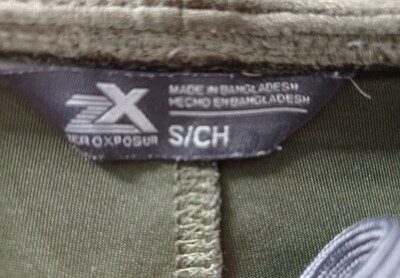 ZX
MADE IN BANGLADESH
HECHO EN BANGLADESH
ZEROXPOSUR
S/CH